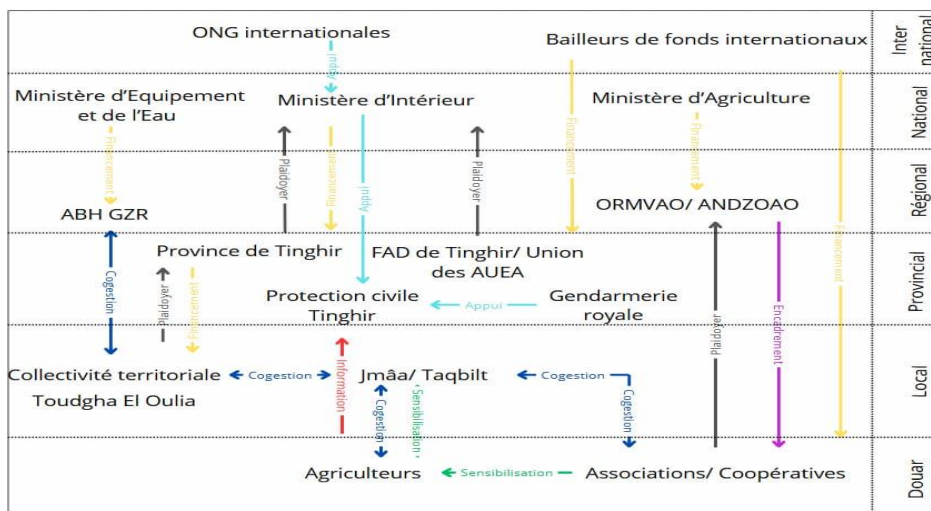 ONG internationales
Bailleurs de fonds internationaux
Inter
national
Appui
Ministère d'Equipement
et de l'Eau
Ministère d'Intérieur
Ministère d'Agriculture
National
Financement
Plaidoyer
Financement
Appui
Plaidoyer
Financement
Financement
Financement
ABH GZR
ORMVAO/ ANDZOAO
Régional
Province de Tinghir
FAD de Tinghir/ Union
des AUEA
Provincial
Cogestion
Plaidoyer
Financement
Protection civile
Tinghir
Appui
Gendarmerie
royale
Plaidoyer
Encadrement
Collectivité territoriale
Toudgha El Oulia
Cogestion
Information
Jmâa/ Taqbilt
Cogestion
Cogestion
Local
Cogestion
Sensibilisation
Agriculteurs
Sensibilisation
Associations/ Coopératives
Douar